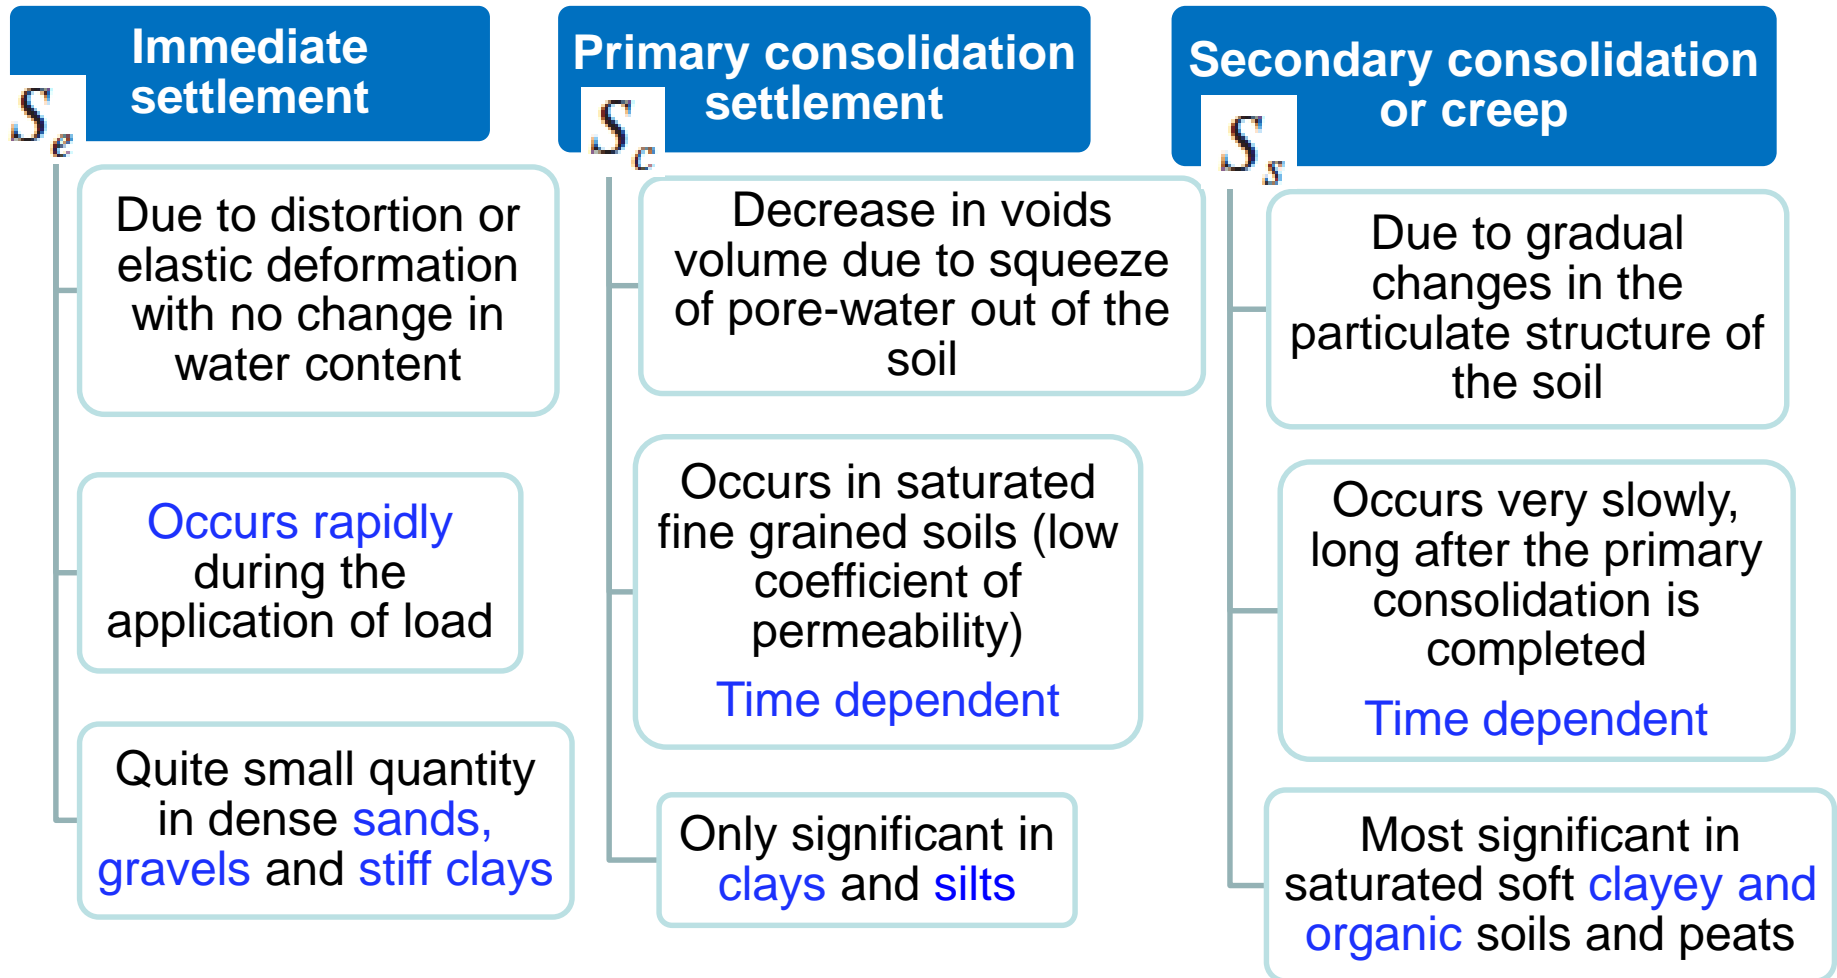 Immediate
settlement
S_e
Due to distortion or
elastic deformation
with no change in
water content
Occurs rapidly
during the
application of load
Quite small quantity
in dense sands,
gravels and stiff clays
Primary consolidation
settlement
S_c
Decrease in voids
volume due to squeeze
of pore-water out of the
soil
Occurs in saturated
fine grained soils (low
coefficient of
permeability)
Time dependent
Only significant in
clays and silts
Secondary consolidation
or creep
S_s
Due to gradual
changes in the
particulate structure of
the soil
Occurs very slowly,
long after the primary
consolidation is
completed
Time dependent
Most significant in
saturated soft clayey and
organic soils and peats